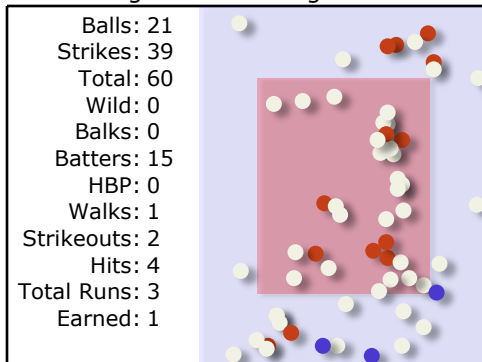 Balls: 21
Strikes: 39
Total: 60
Wild: 0
Balks: 0
Batters: 15
HBP: 0
Walks: 1
Strikeouts: 2
Hits: 4
Total Runs: 3
Earned: 1